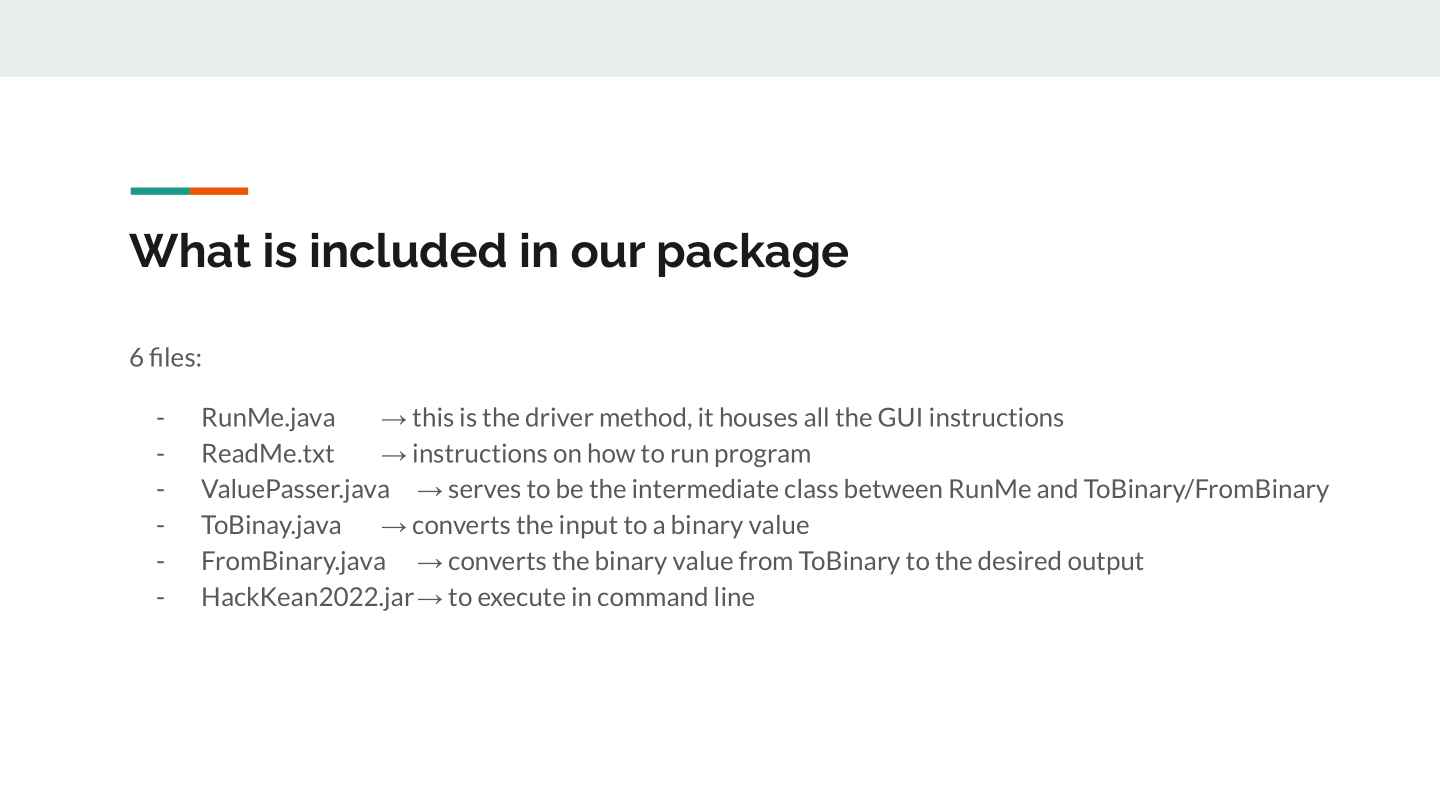 What is included in our package
6 files:
- RunMe.java → this is the driver method, it houses all the GUI instructions
- ReadMe.txt → instructions on how to run program
- ValuePasser.java → serves to be the intermediate class between RunMe and ToBinary/FromBinary
- ToBinay.java → converts the input to a binary value
- FromBinary.java → converts the binary value from ToBinary to the desired output
- HackKean2022.jar → to execute in command line